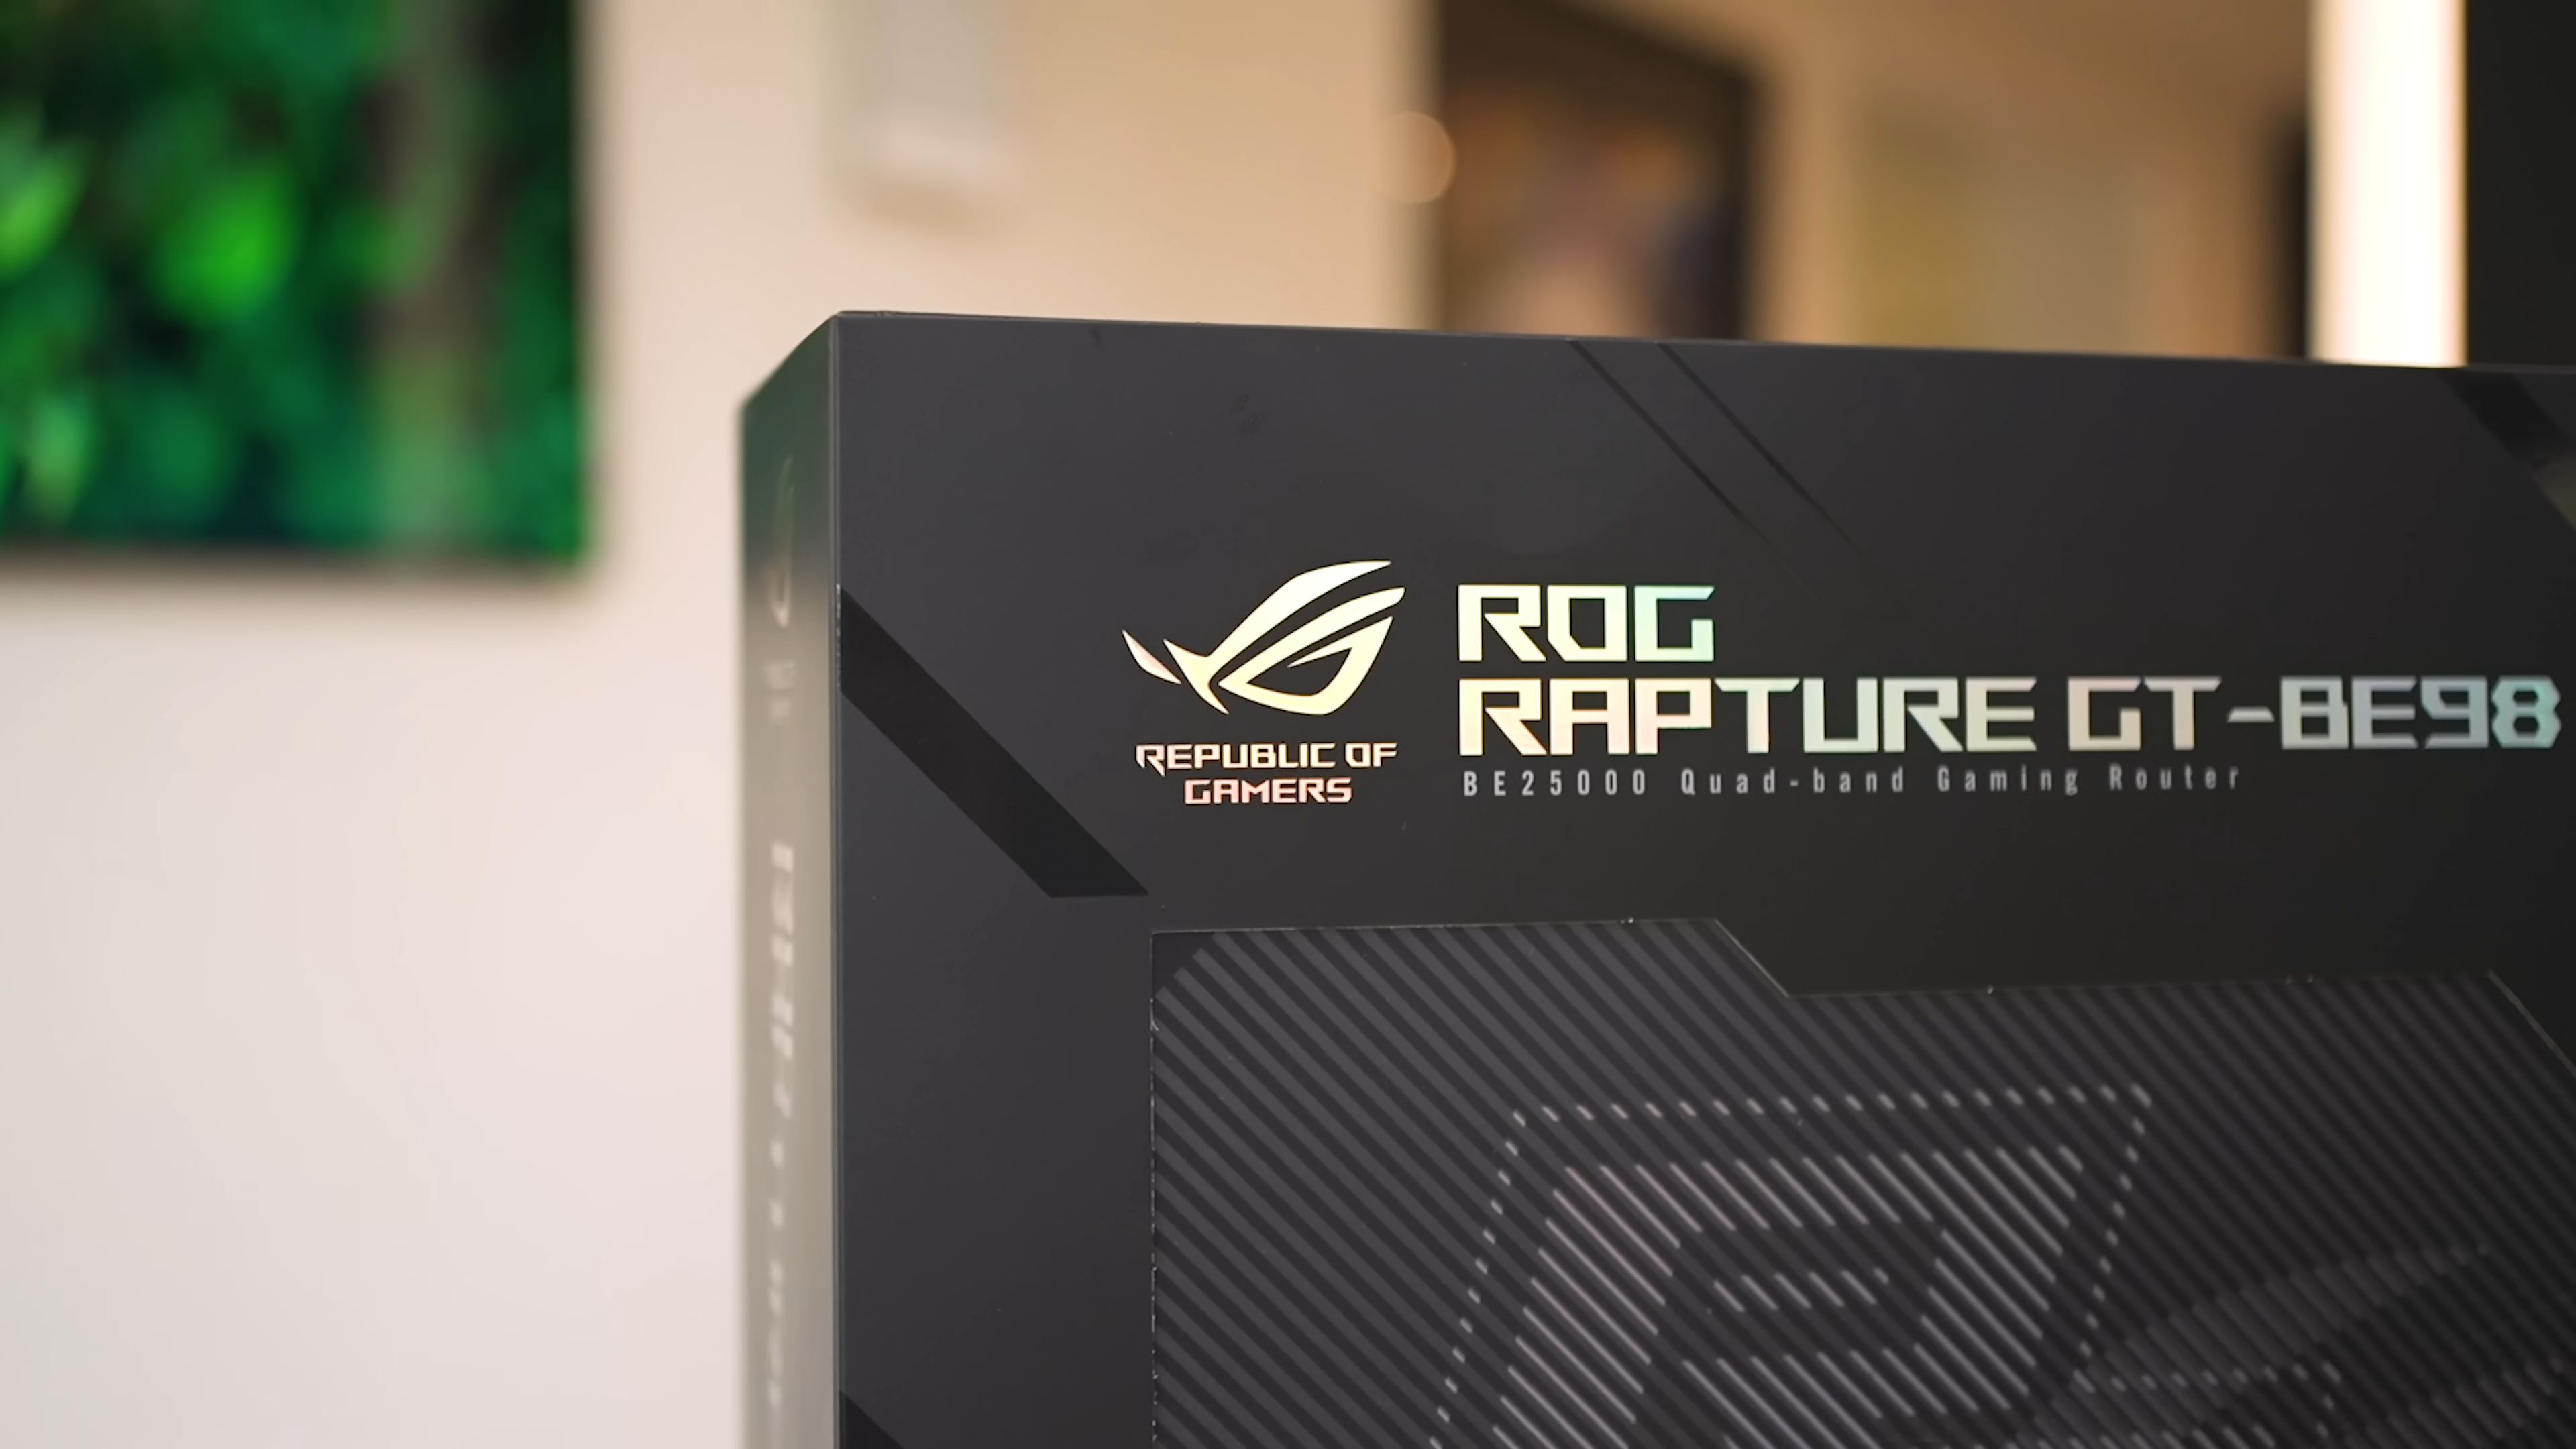 ROG
RAPTURE GT-BE98
BE25000 Quad-band Gaming Router
REPUBLIC OF
GAMERS